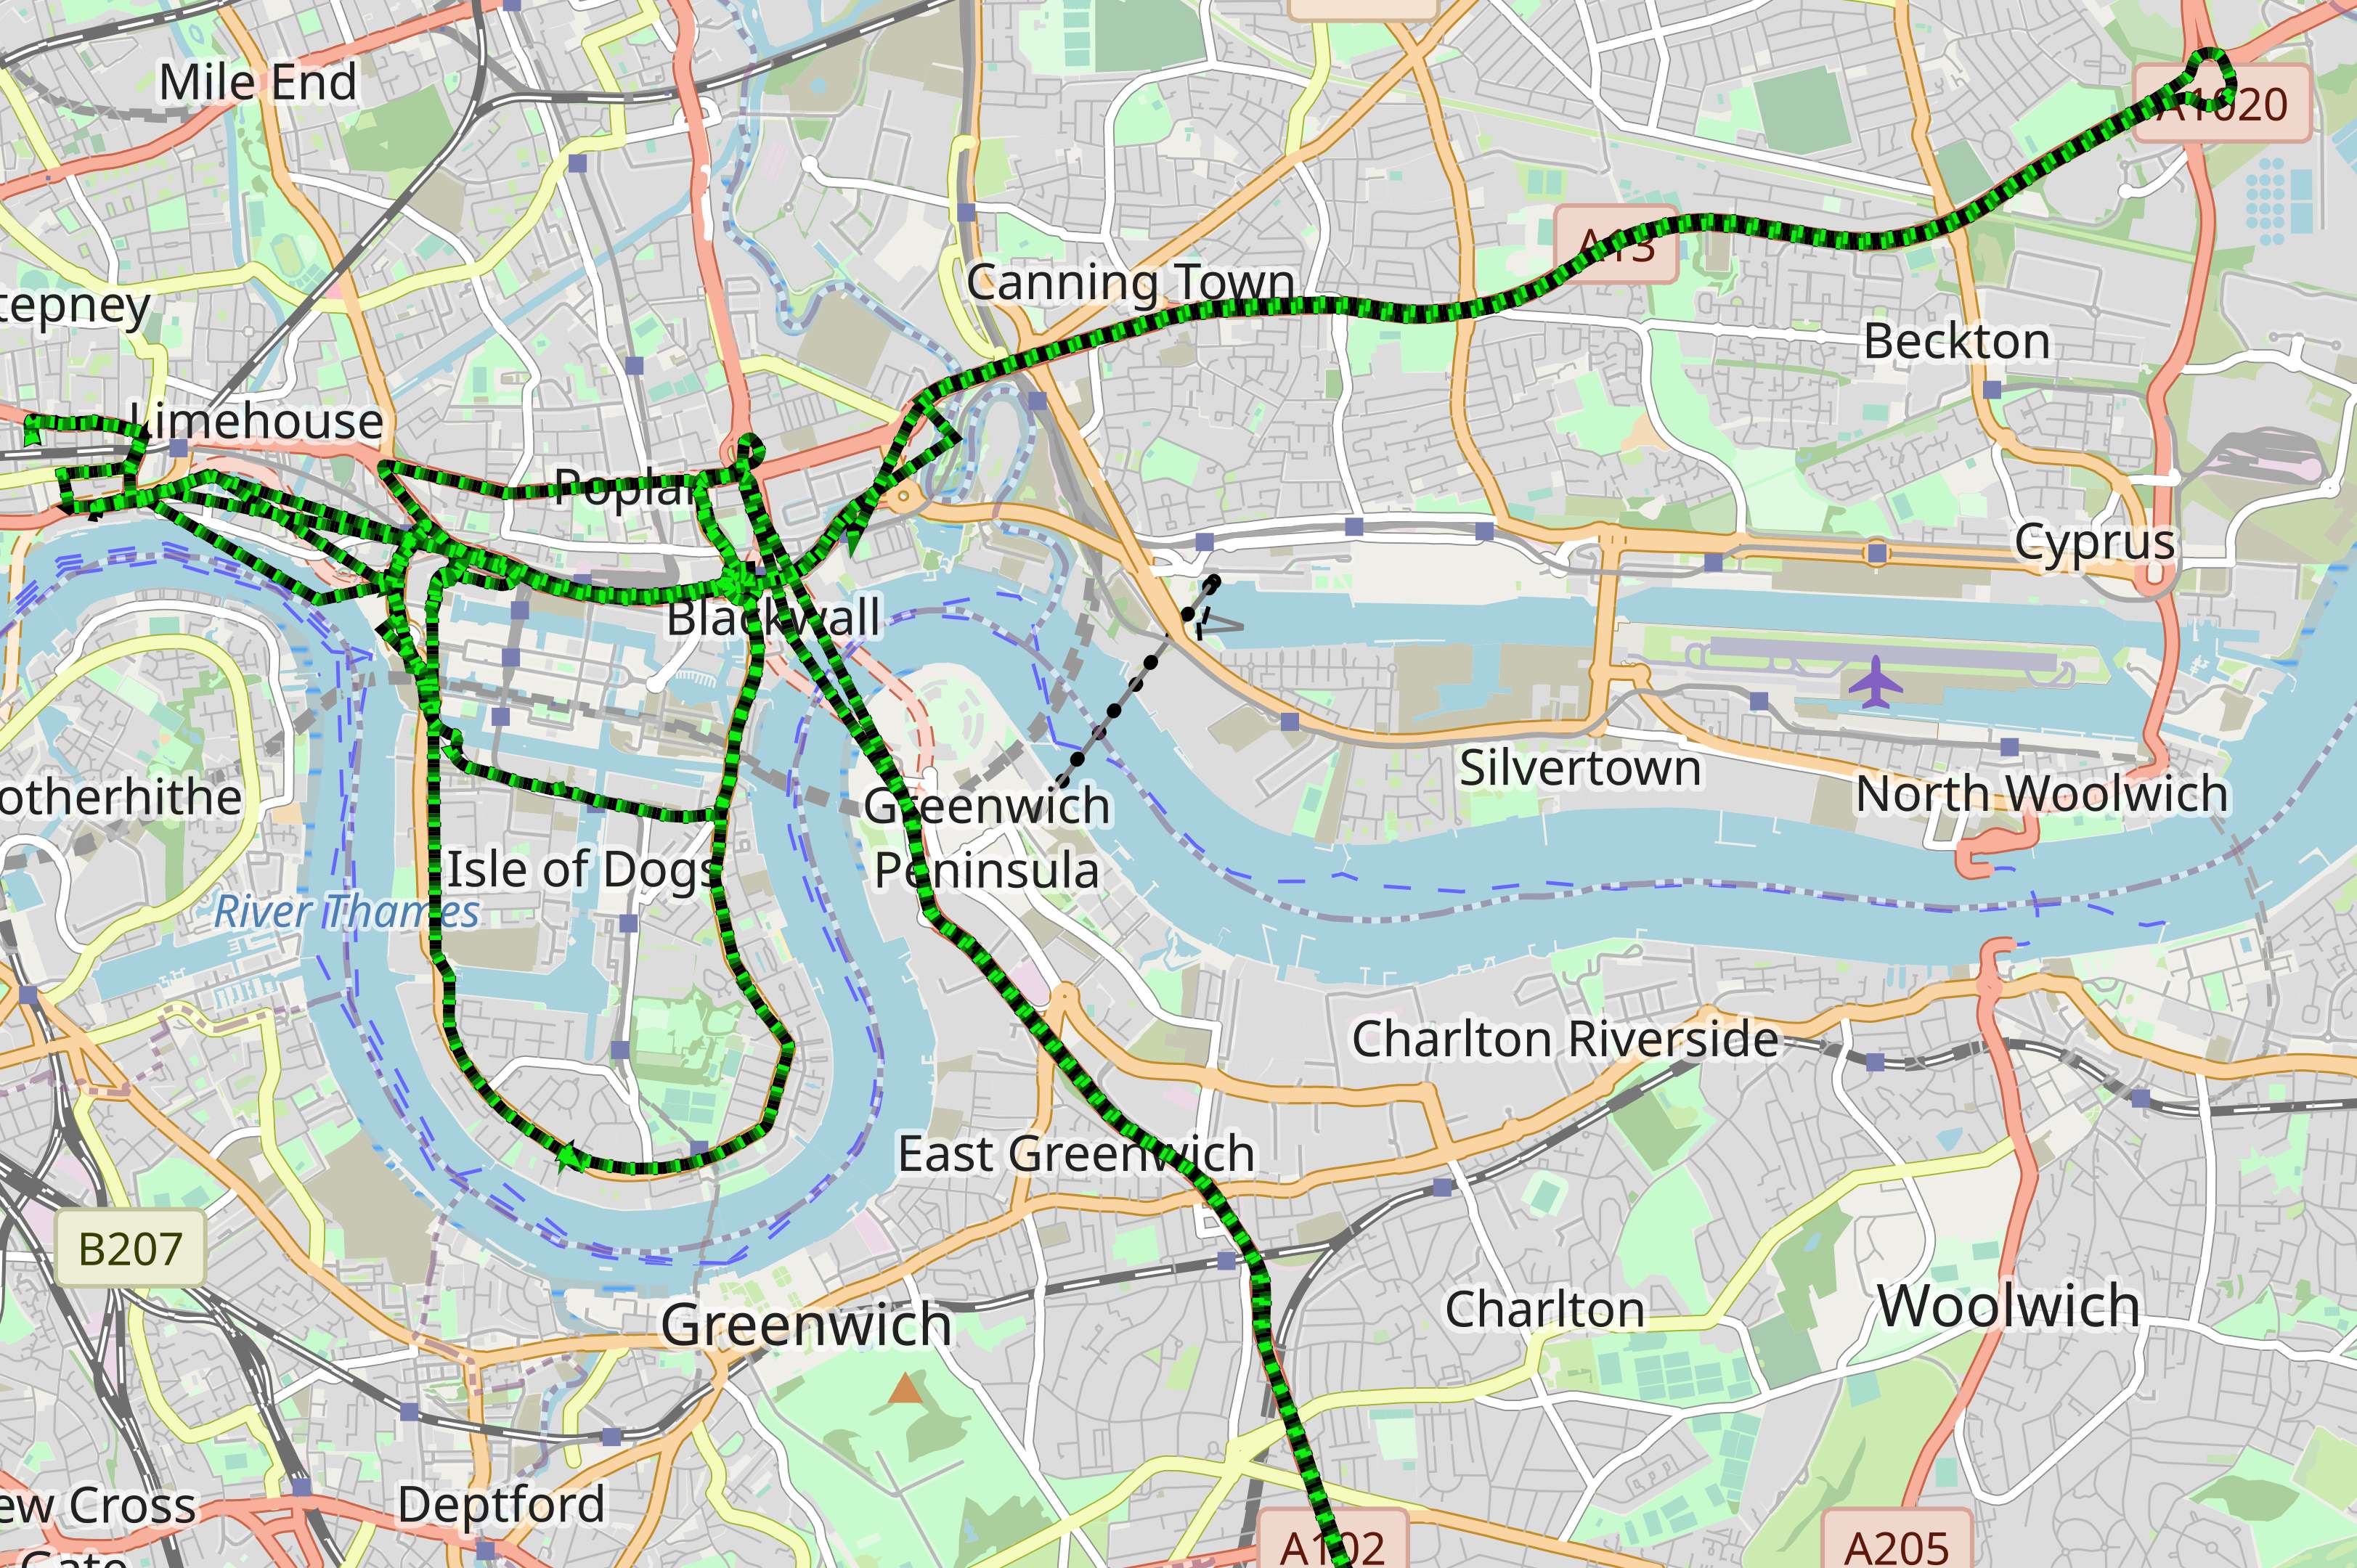 Mile End
A1020
A13
Canning Town
tepney
Beckton
Limehouse
Poplar
Cyprus
Blackwall
Silvertown
North Woolwich
otherhithe
Greenwich
Peninsula
Isle of Dogs
River Thames
Charlton Riverside
East Greenwich
B207
Greenwich
Charlton
Woolwich
ew Cross
Gate
Deptford
A102
A205